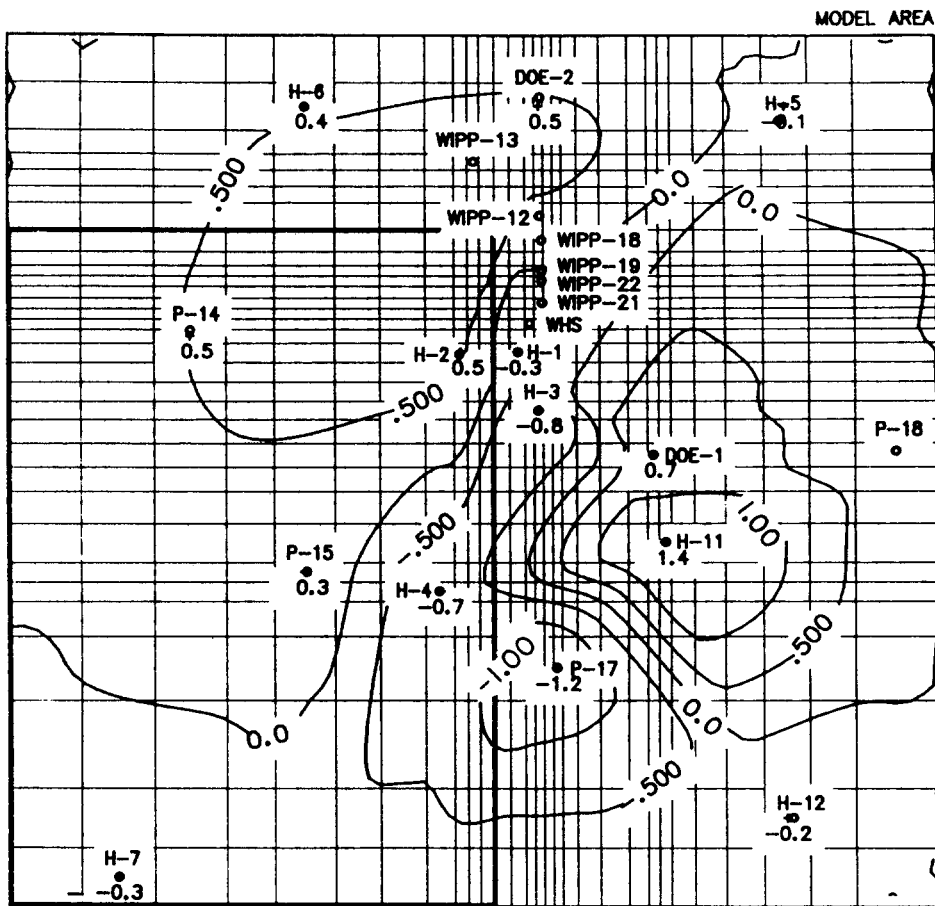 MODEL AREA
DOE-2
0.5
H-6
0.4
H-5
-0.1
WIPP-13
.500
0.0
0.0
WIPP-12
WIPP-18
WIPP-19
WIPP-22
WIPP-21
P-14
0.5
WHS
H-2
0.5
H-1
-0.3
.500
H-3
-0.8
P-18
DOE-1
0.7
-.500
1.00
H-11
1.4
P-15
0.3
H-4
-0.7
-1.00
P-17
-1.2
.500
0.0
0.0
-.500
H-12
-0.2
H-7
-0.3